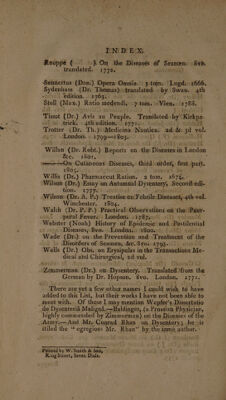 INDEX.
Rouppe ( ) On the Diseases of Seamen. 8vo.
translated. 1772.
Sennertus (Don.) Opera Omnia. 3 tom. Lugd. 1666.
Sydenham (Dr. Thomas) translated by Swan. 4th
edition. 1763.
Stoll (Max.) Ratio medendi. 7 tom. Vien. 1788.
Tissot (Dr.) Avis au Peuple. Translated by Kirkpa-
trick. 4th edition. 1771.
Trotter (Dr. Th.) Medicina Nautica. 2d & 3d vol.
London. 1799—1803.
Willan (Dr. Robt.) Reports on the Diseases in London
&c. 1801.
On Cutaneous Diseases, third order, first part.
1805.
Willis (Dr.) Pharmaceut Ration. 2 tom. 1674.
Wilson (Dr.) Essay on Autumnal Dysentery, Second edi-
tion. 1777.
Wilson (Dr. A. P.) Treatise on Febrile Diseases, 4th vol.
Winchester. 1804.
Walsh (Dr. P. P.) Practical Observations on the Puer-
peral Fever. London. 1787.
Webster (Noah) History of Epidemic and Pestilential
Diseases, 8vo. London. 1800.
Wade (Dr.) on the Prevention and Treatment of the
Disorders of Seamen, &c. 8vo. 1793.
Wells (Dr.) Obs. on Erysipelas in the Transactions Me-
dical and Chirurgical, 2d vol.
Zimmerman (Dr.) on Dysentery. Translated from the
German by Dr. Hopson. 8vo. London. 1771.
There are yet a few other names I could wish to have
added to this List, but their works I have not been able to
meet with. Of these I may mention Wepfer's Dissertatio
de Dysenteriâ Malignâ.—Baldinger, (a Prussian Physician,
highly commended by Zimmerman) on the Diseases of the
Army.—And Mr. Conrad Rhan on Dysentery; he is
stiled the "egregious Mr. Rhan" by the same author.
Printed by W. Smith & Son,
King Street, Seven Dials.